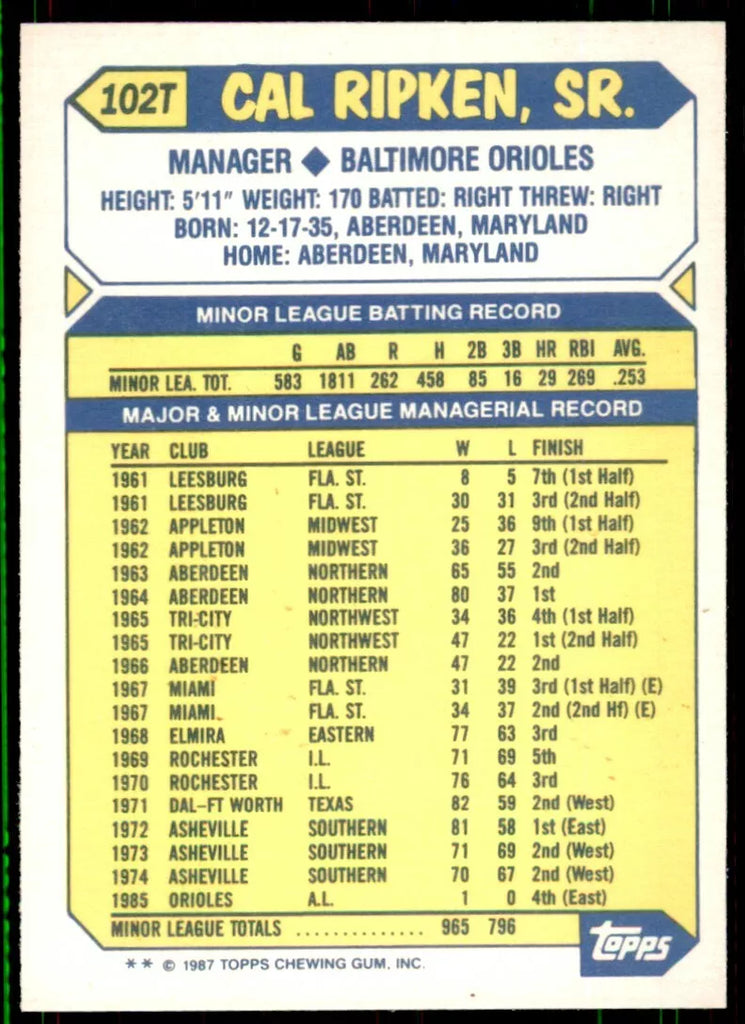 102T CAL RIPKEN, SR.
MANAGER ◆ BALTIMORE ORIOLES
HEIGHT: 5'11" WEIGHT: 170 BATTED: RIGHT THREW: RIGHT
BORN: 12-17-35, ABERDEEN, MARYLAND
HOME: ABERDEEN, MARYLAND
MINOR LEAGUE BATTING RECORD
G AB R H 2B 3B HR RBI AVG.
MINOR LEA. TOT. 583 1811 262 458 85 16 29 269 .253
MAJOR & MINOR LEAGUE MANAGERIAL RECORD
YEAR CLUB LEAGUE W L FINISH
1961 LEESBURG FLA. ST. 8 5 7th (1st Half)
1961 LEESBURG FLA. ST. 30 31 3rd (2nd Half)
1962 APPLETON MIDWEST 25 36 9th (1st Half)
1962 APPLETON MIDWEST 36 27 3rd (2nd Half)
1963 ABERDEEN NORTHERN 65 55 2nd
1964 ABERDEEN NORTHERN 80 37 1st
1965 TRI-CITY NORTHWEST 34 36 4th (1st Half)
1965 TRI-CITY NORTHWEST 47 22 1st (2nd Half)
1966 ABERDEEN NORTHERN 47 22 2nd
1967 MIAMI FLA. ST. 31 39 3rd (1st Half) (E)
1967 MIAMI FLA. ST. 34 37 2nd (2nd Hf) (E)
1968 ELMIRA EASTERN 77 63 3rd
1969 ROCHESTER I.L. 71 69 5th
1970 ROCHESTER I.L. 76 64 3rd
1971 DAL-FT WORTH TEXAS 82 59 2nd (West)
1972 ASHEVILLE SOUTHERN 81 58 1st (East)
1973 ASHEVILLE SOUTHERN 71 69 2nd (West)
1974 ASHEVILLE SOUTHERN 70 67 2nd (West)
1985 ORIOLES A.L. 1 0 4th (East)
MINOR LEAGUE TOTALS .............. 965 796
topps
** © 1987 TOPPS CHEWING GUM, INC.